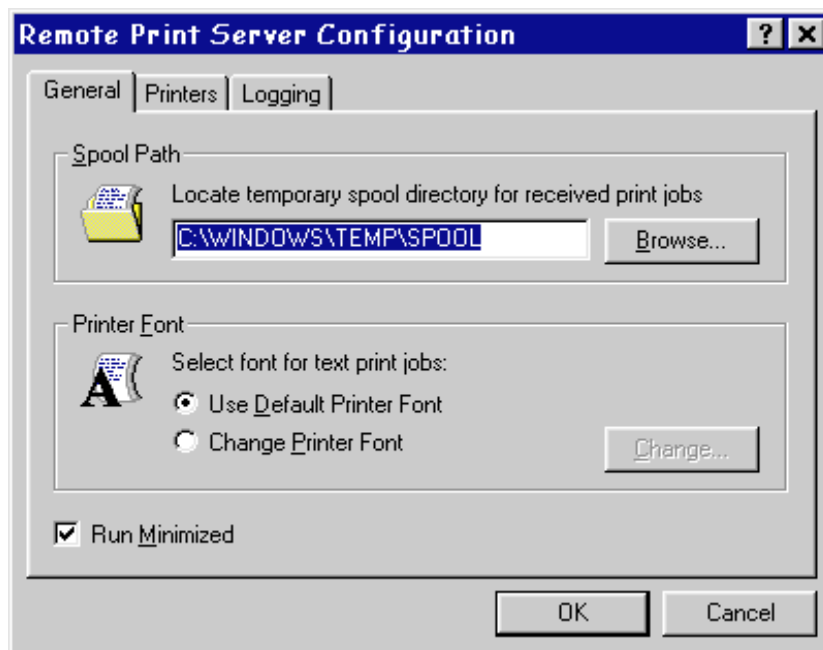 Remote Print Server Configuration
General Printers Logging
Spool Path
Locate temporary spool directory for received print jobs
C:\WINDOWS\TEMP\SPOOL Browse...
Printer Font
Select font for text print jobs:
Use Default Printer Font
Change Printer Font Change...
Run Minimized
OK Cancel